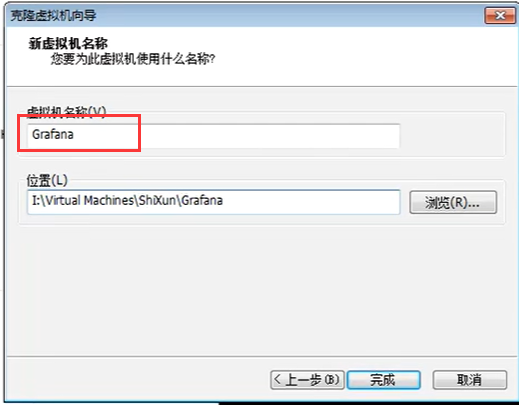 克隆虚拟机向导
新虚拟机名称
您要为此虚拟机使用什么名称?
虚拟机名称(V)
Grafana
位置(L)
I:\Virtual Machines\ShiXun\Grafana
浏览(R)...
<上一步(B)
完成
取消